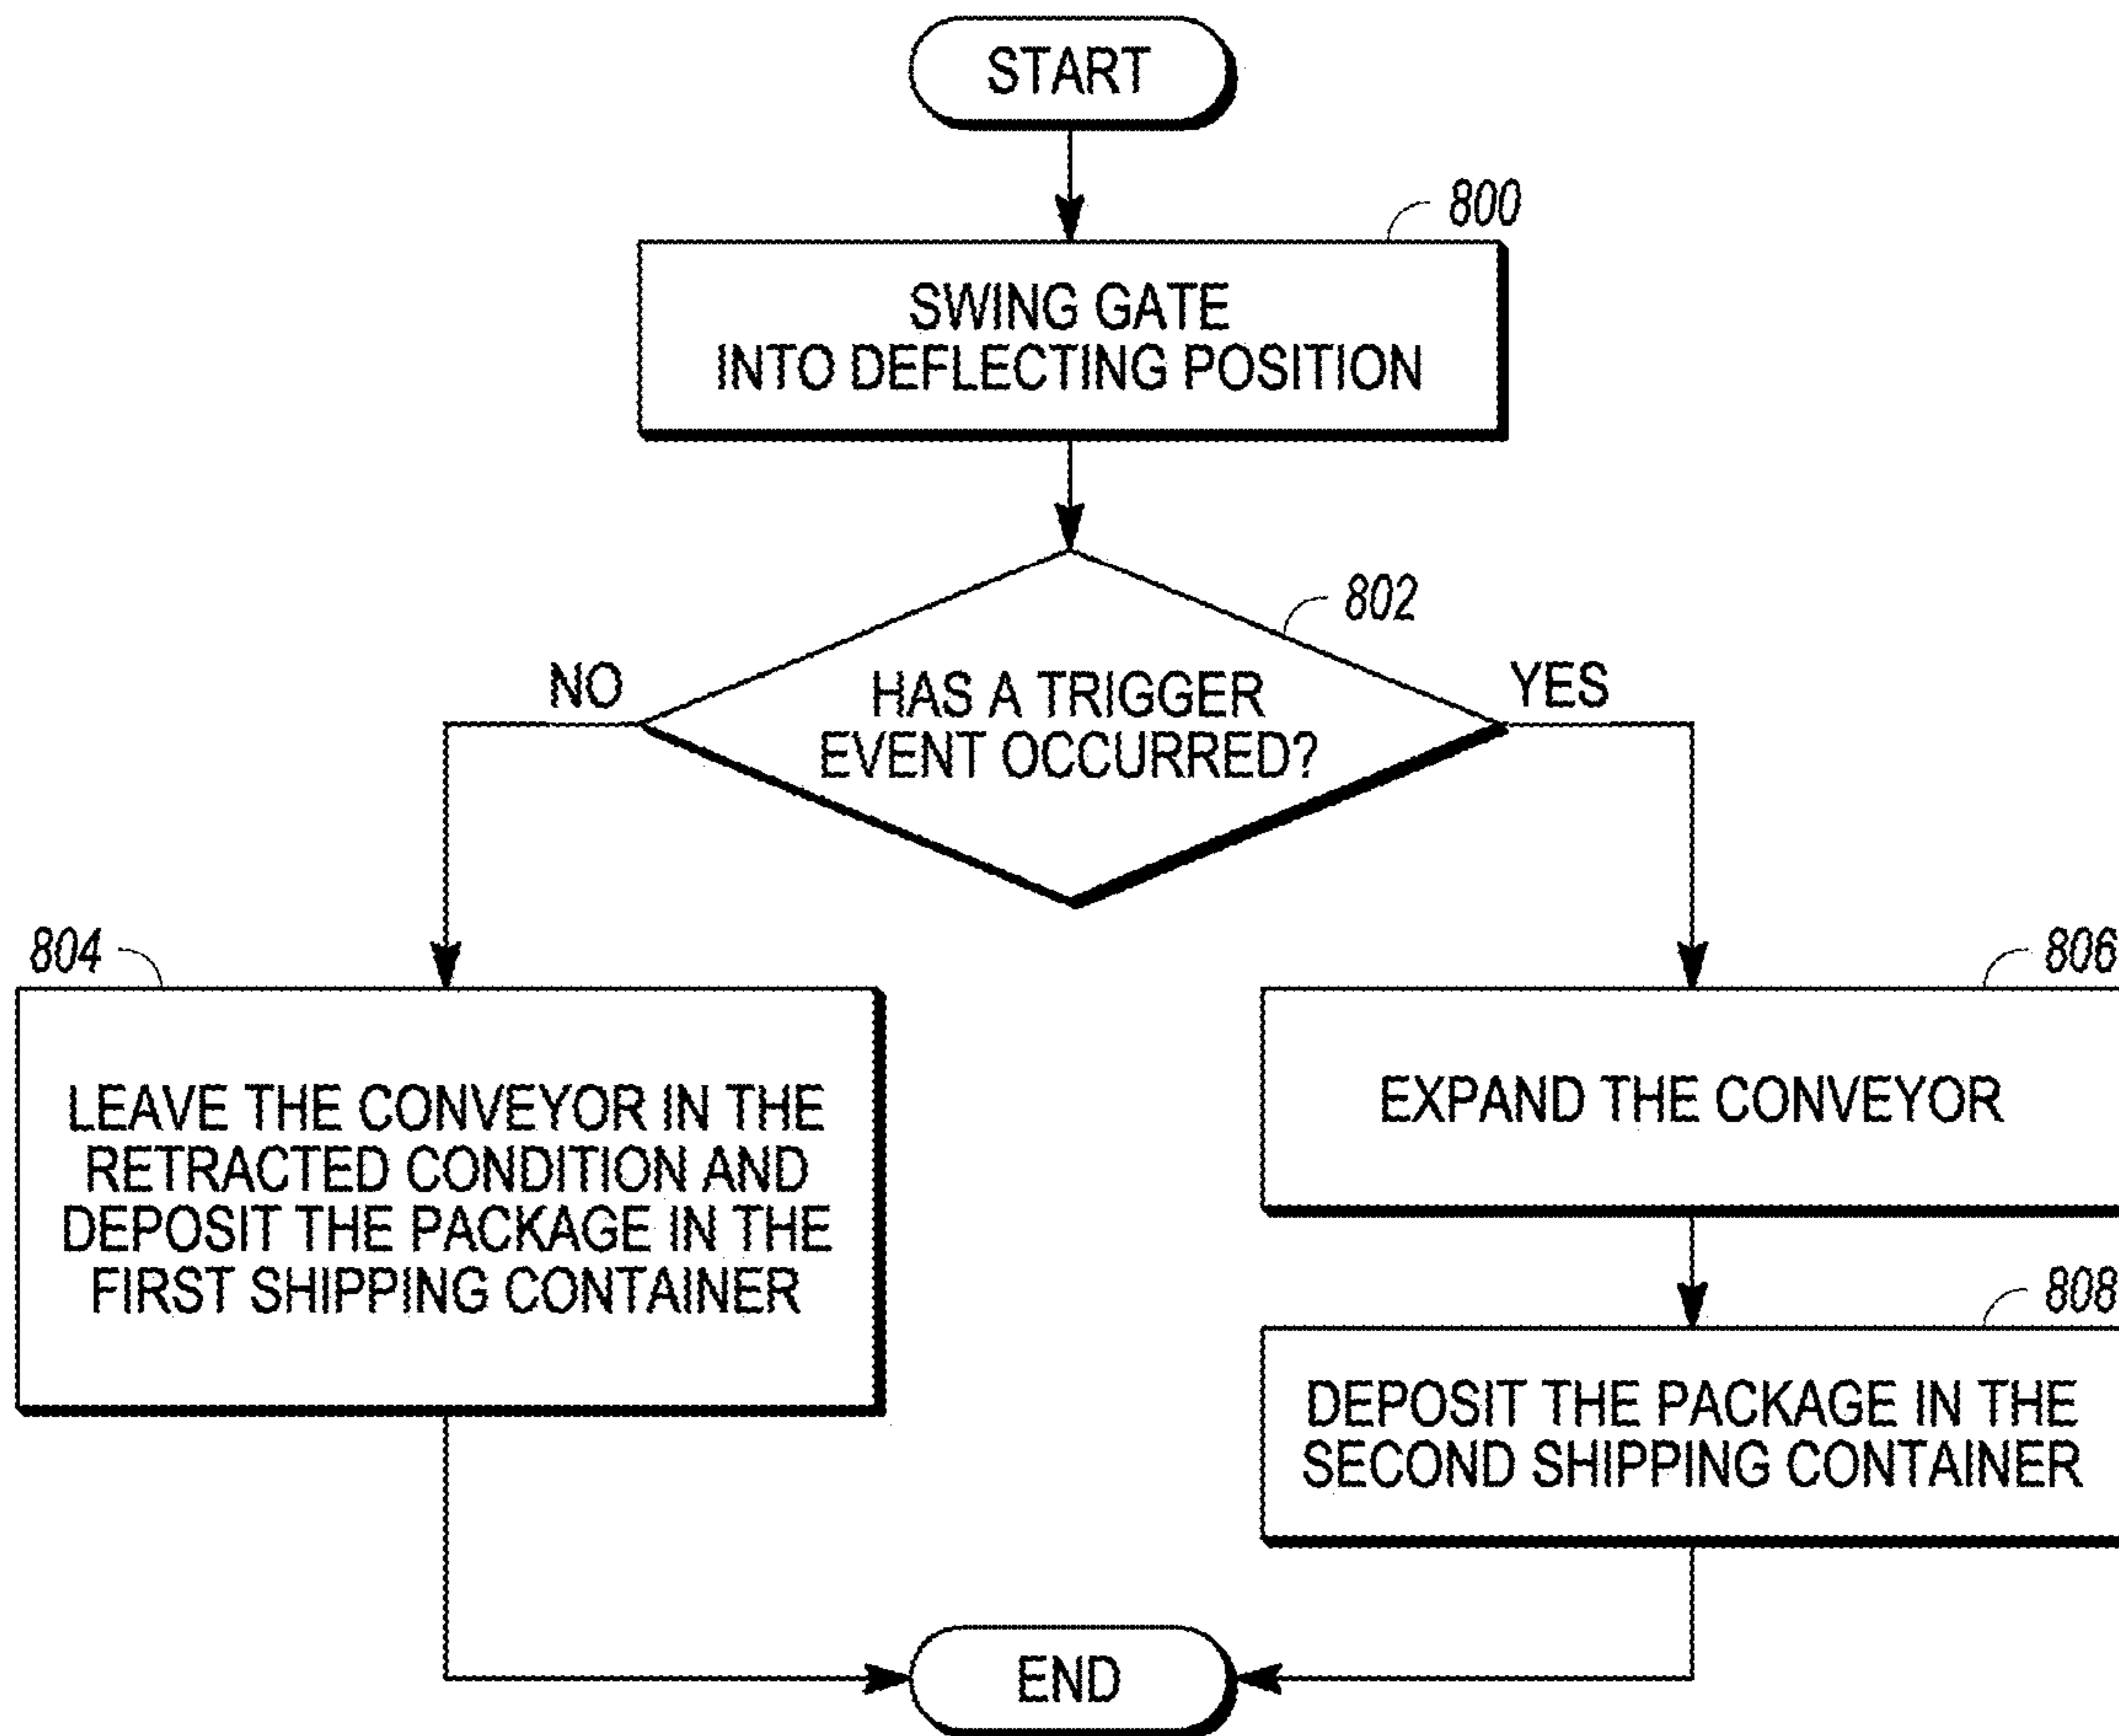 START
800
SWING GATE
INTO DEFLECTING POSITION
802
NO
HAS A TRIGGER
EVENT OCCURRED?
YES
804
LEAVE THE CONVEYOR IN THE
RETRACTED CONDITION AND
DEPOSIT THE PACKAGE IN THE
FIRST SHIPPING CONTAINER
806
EXPAND THE CONVEYOR
808
DEPOSIT THE PACKAGE IN THE
SECOND SHIPPING CONTAINER
END